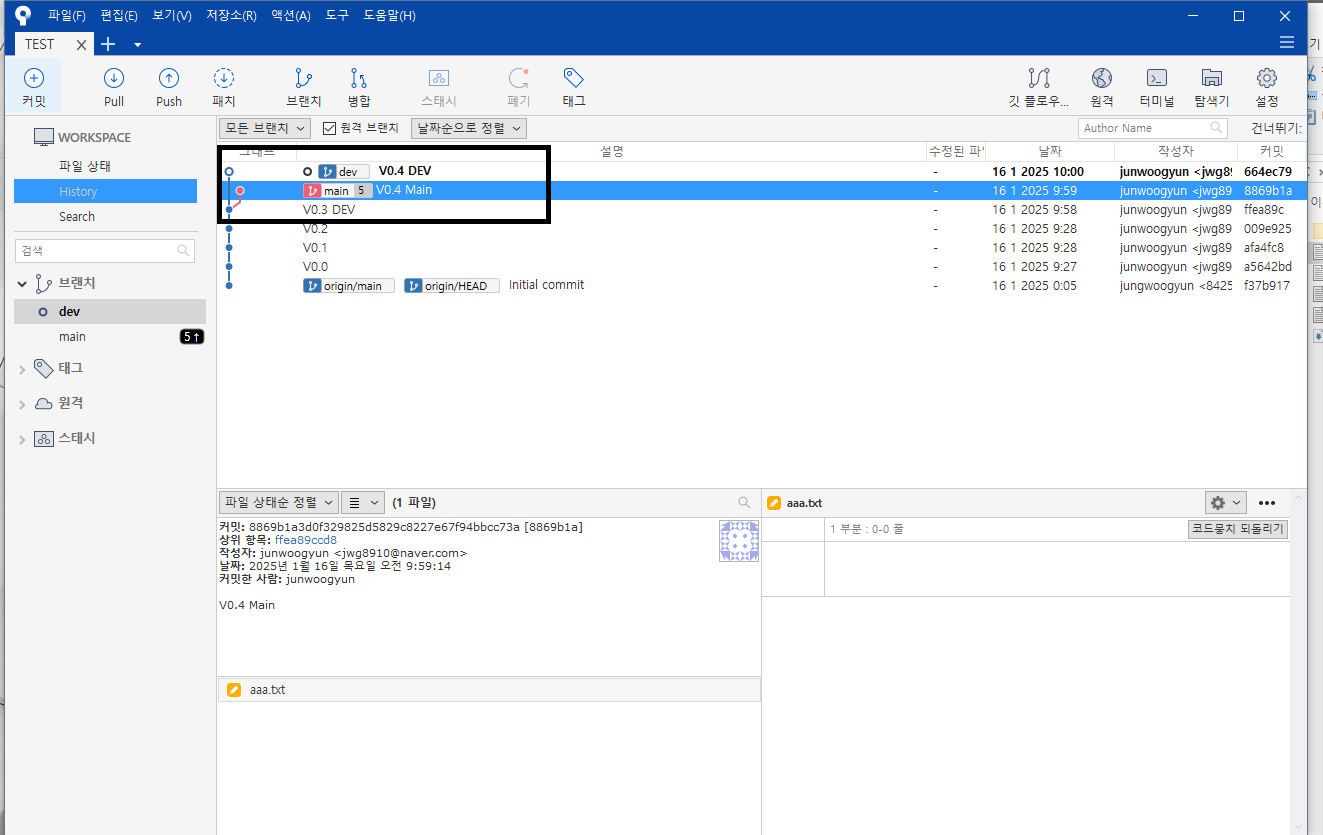 파일(F) 편집(E) 보기(V) 저장소(R) 액션(A) 도구 도움말(H)
TEST
커밋 Pull Push 패치 브랜치 병합 스태시 폐기 태그 깃 플로우... 원격 터미널 탐색기 설정
WORKSPACE
파일 상태
History
Search
검색
브랜치
dev
main 5↑
태그
원격
스태시
모든 브랜치 원격 브랜치 날짜순으로 정렬 Author Name 건너뛰기:
그래프 설명 수정된 날짜 작성자 커밋
dev V0.4 DEV - 16 1 2025 10:00 junwoogyun <jwg8 664ec79
main 5 V0.4 Main - 16 1 2025 9:59 junwoogyun <jwg89 8869b1a
V0.3 DEV - 16 1 2025 9:58 junwoogyun <jwg89 ffea89c
V0.2 - 16 1 2025 9:28 junwoogyun <jwg89 009e925
V0.1 - 16 1 2025 9:28 junwoogyun <jwg89 afa4fc8
V0.0 - 16 1 2025 9:27 junwoogyun <jwg89 a5642bd
origin/main origin/HEAD Initial commit - 16 1 2025 0:05 jungwoogyun <8425 f37b917
파일 상태순 정렬 (1 파일)
커밋: 8869b1a3d0f329825d5829c8227e67f94bbcc73a [8869b1a]
상위 항목: ffea89ccd8
작성자: junwoogyun <jwg8910@naver.com>
날짜: 2025년 1월 16일 목요일 오전 9:59:14
커밋한 사람: junwoogyun
V0.4 Main
aaa.txt
aaa.txt
1 부분 : 0-0 줄 코드뭉치 되돌리기